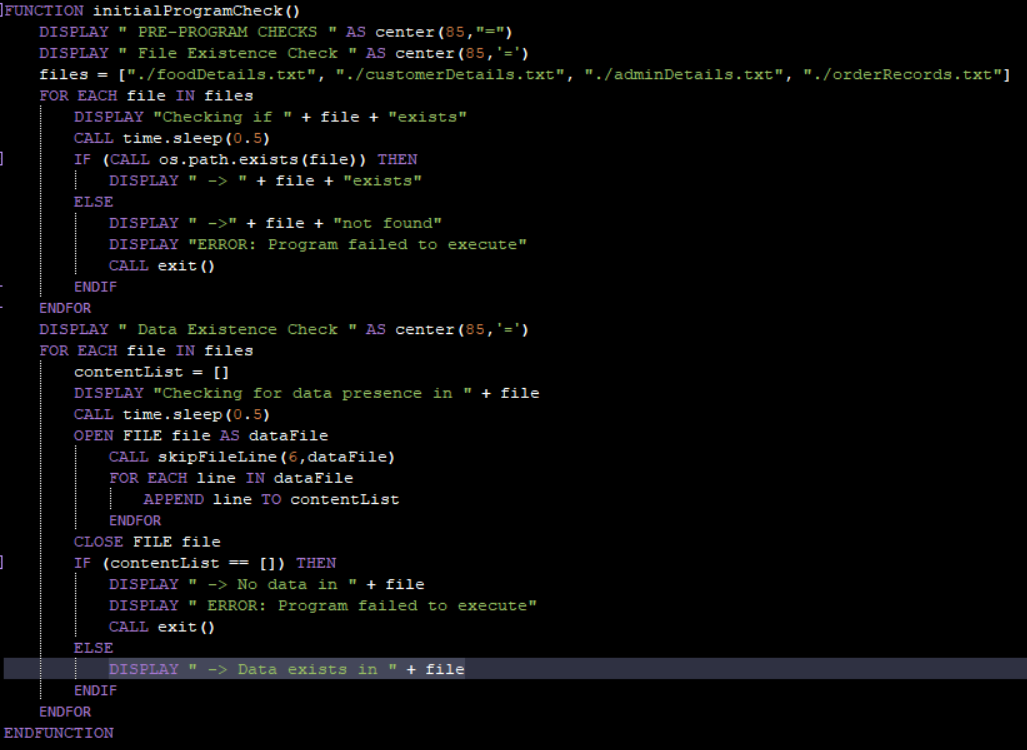 FUNCTION initialProgramCheck()
DISPLAY " PRE-PROGRAM CHECKS " AS center(85,"=")
DISPLAY " File Existence Check " AS center(85,'=')
files = ["./foodDetails.txt", "./customerDetails.txt", "./adminDetails.txt", "./orderRecords.txt"]
FOR EACH file IN files
DISPLAY "Checking if " + file + "exists"
CALL time.sleep(0.5)
IF (CALL os.path.exists(file)) THEN
DISPLAY " -> " + file + "exists"
ELSE
DISPLAY " ->" + file + "not found"
DISPLAY "ERROR: Program failed to execute"
CALL exit()
ENDIF
ENDFOR
DISPLAY " Data Existence Check " AS center(85,'=')
FOR EACH file IN files
contentList = []
DISPLAY "Checking for data presence in " + file
CALL time.sleep(0.5)
OPEN FILE file AS dataFile
CALL skipFileLine(6,dataFile)
FOR EACH line IN dataFile
APPEND line TO contentList
ENDFOR
CLOSE FILE file
IF (contentList == []) THEN
DISPLAY " -> No data in " + file
DISPLAY " ERROR: Program failed to execute"
CALL exit()
ELSE
DISPLAY " -> Data exists in " + file
ENDIF
ENDFOR
ENDFUNCTION